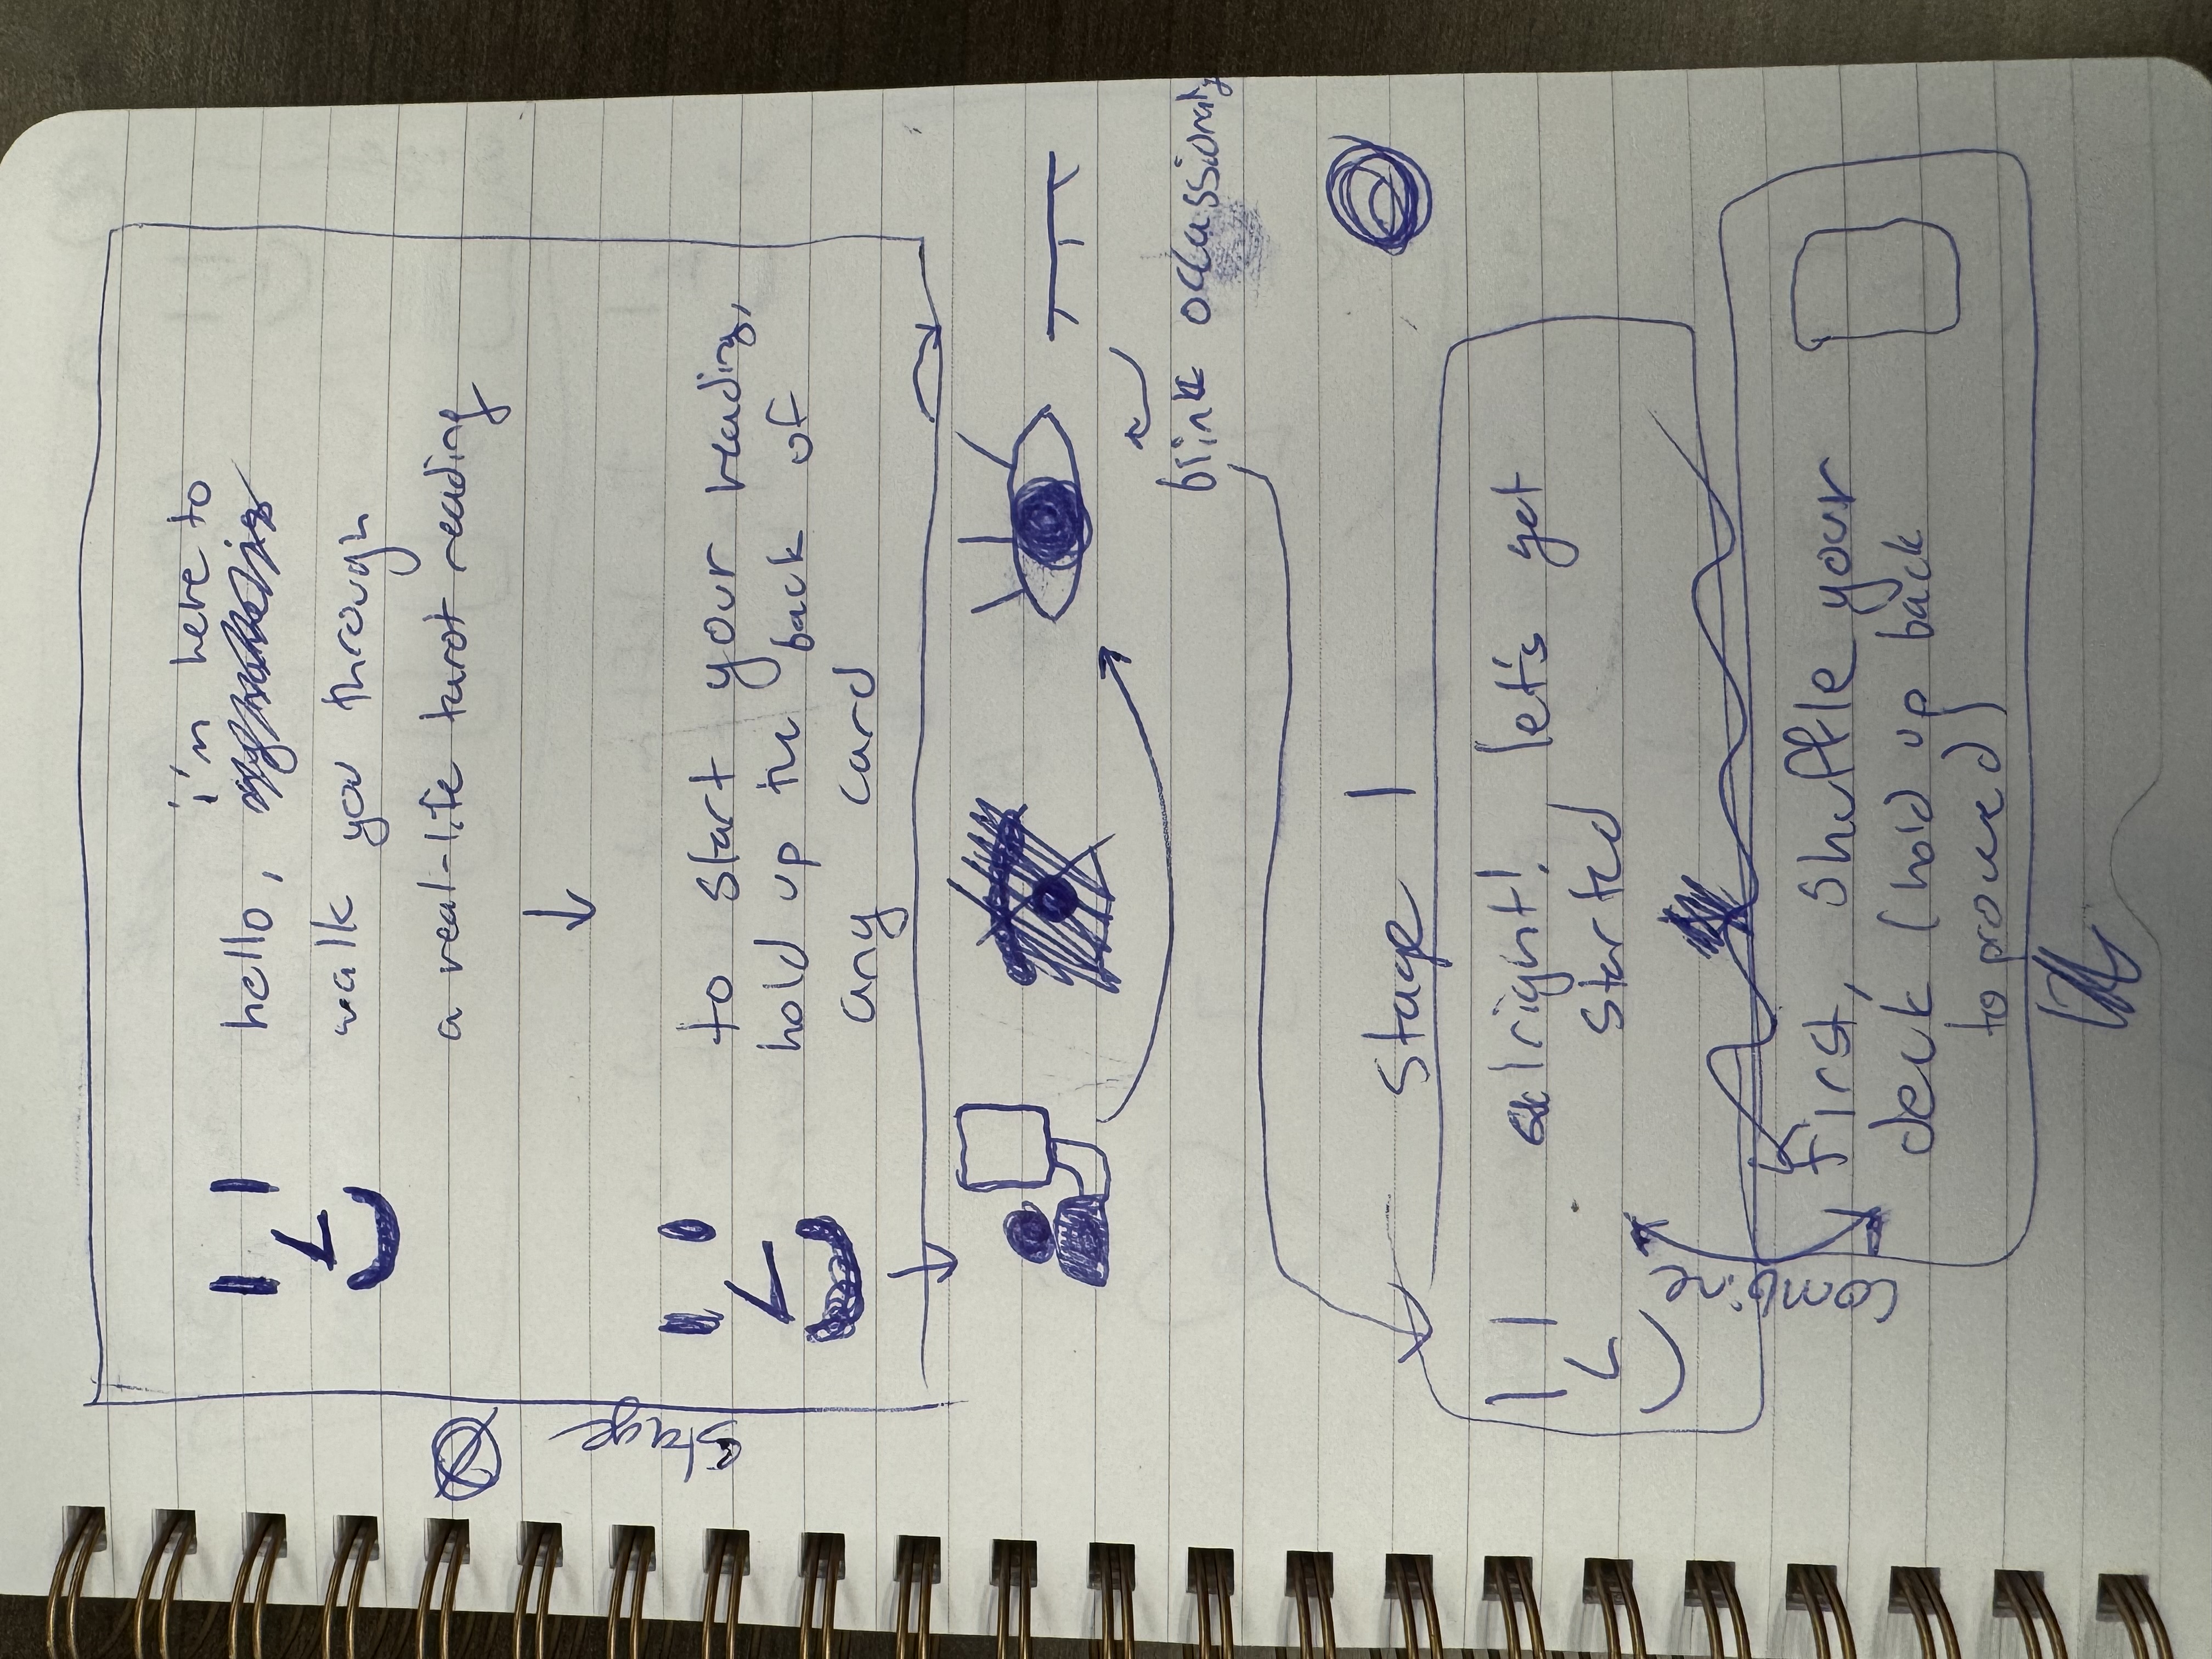 i'm here to
hello,
walk you through
a real-life tarot reading
Stage 0
to start your reading,
hold up the back of
any card
blink occassionaly
Stage 1
alright! let's get
started
combine
First, shuffle your
deck (hold up back
to proceed)